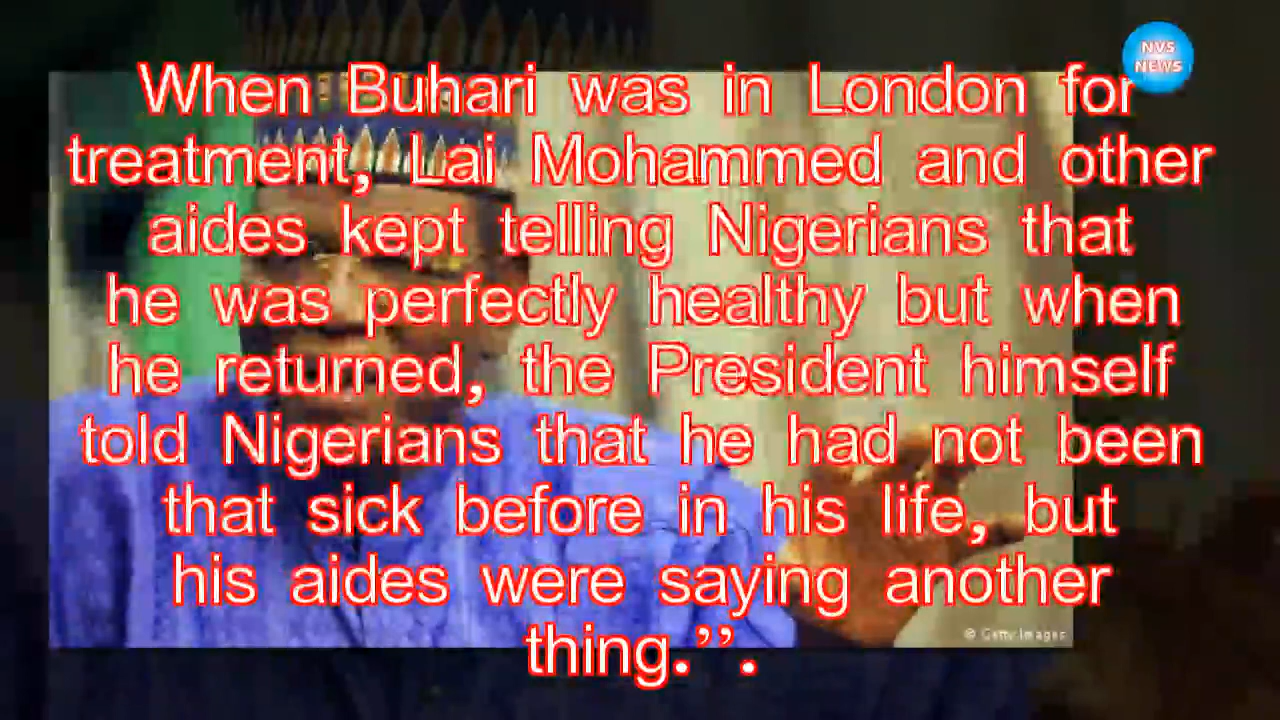 NVS
NEWS
When Buhari was in London for
treatment, Lai Mohammed and other
aides kept telling Nigerians that
he was perfectly healthy but when
he returned, the President himself
told Nigerians that he had not been
that sick before in his life, but
his aides were saying another
thing.’’.
© Getty Images